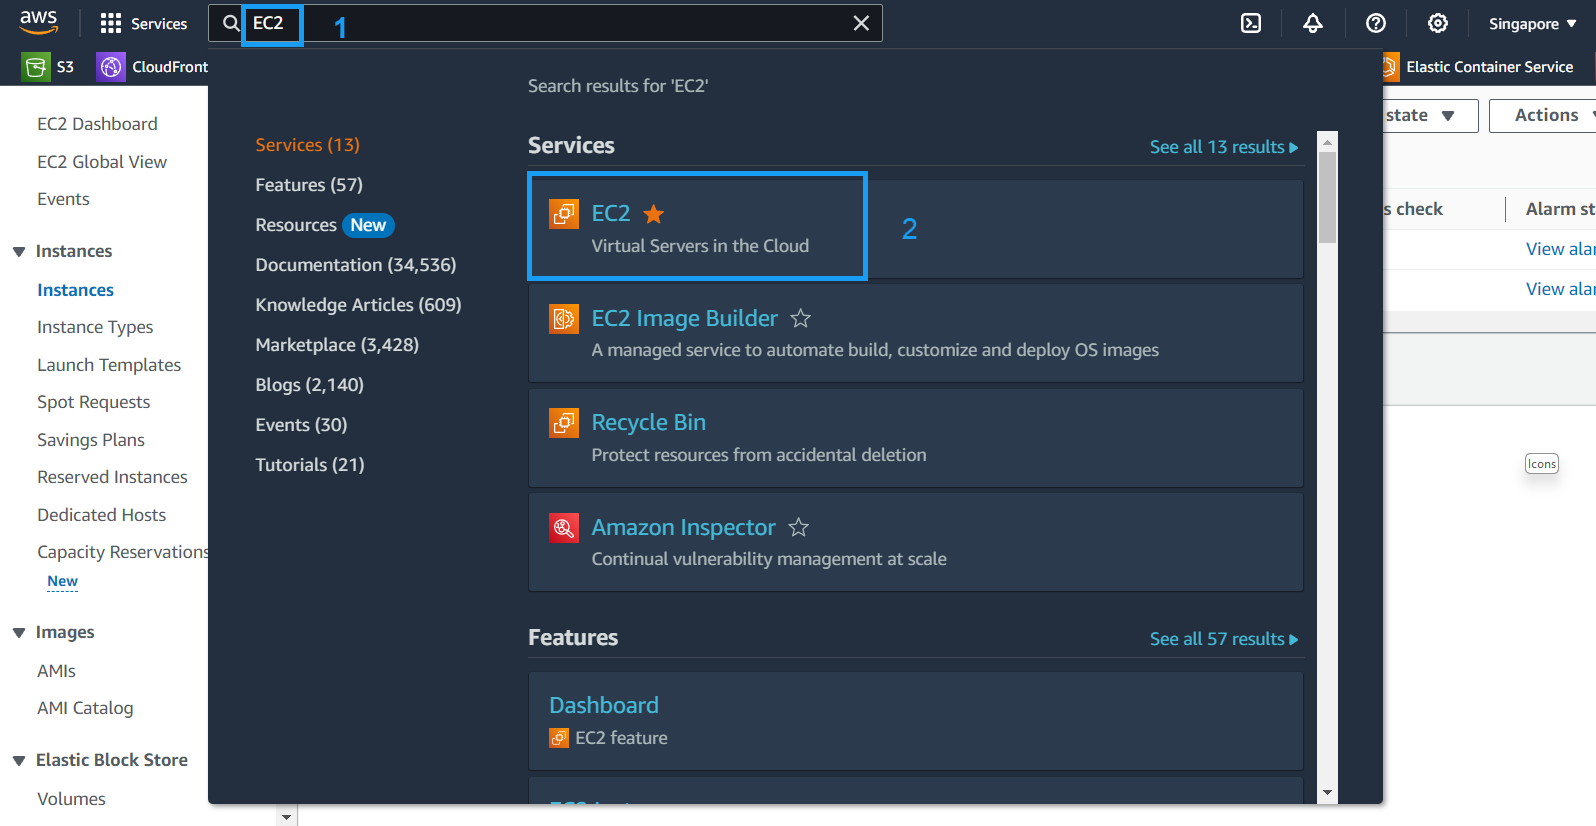 aws
Services
EC2
1
Singapore
S3
CloudFront
Elastic Container Service
EC2 Dashboard
EC2 Global View
Events
Instances
Instances
Instance Types
Launch Templates
Spot Requests
Savings Plans
Reserved Instances
Dedicated Hosts
Capacity Reservations
New
Images
AMIs
AMI Catalog
Elastic Block Store
Volumes
Search results for 'EC2'
Services (13)
Features (57)
Resources New
Documentation (34,536)
Knowledge Articles (609)
Marketplace (3,428)
Blogs (2,140)
Events (30)
Tutorials (21)
Services
See all 13 results
EC2
Virtual Servers in the Cloud
2
EC2 Image Builder
A managed service to automate build, customize and deploy OS images
Recycle Bin
Protect resources from accidental deletion
Amazon Inspector
Continual vulnerability management at scale
Features
See all 57 results
Dashboard
EC2 feature
state
Actions
s check
Alarm st
View alar
View alar
Icons